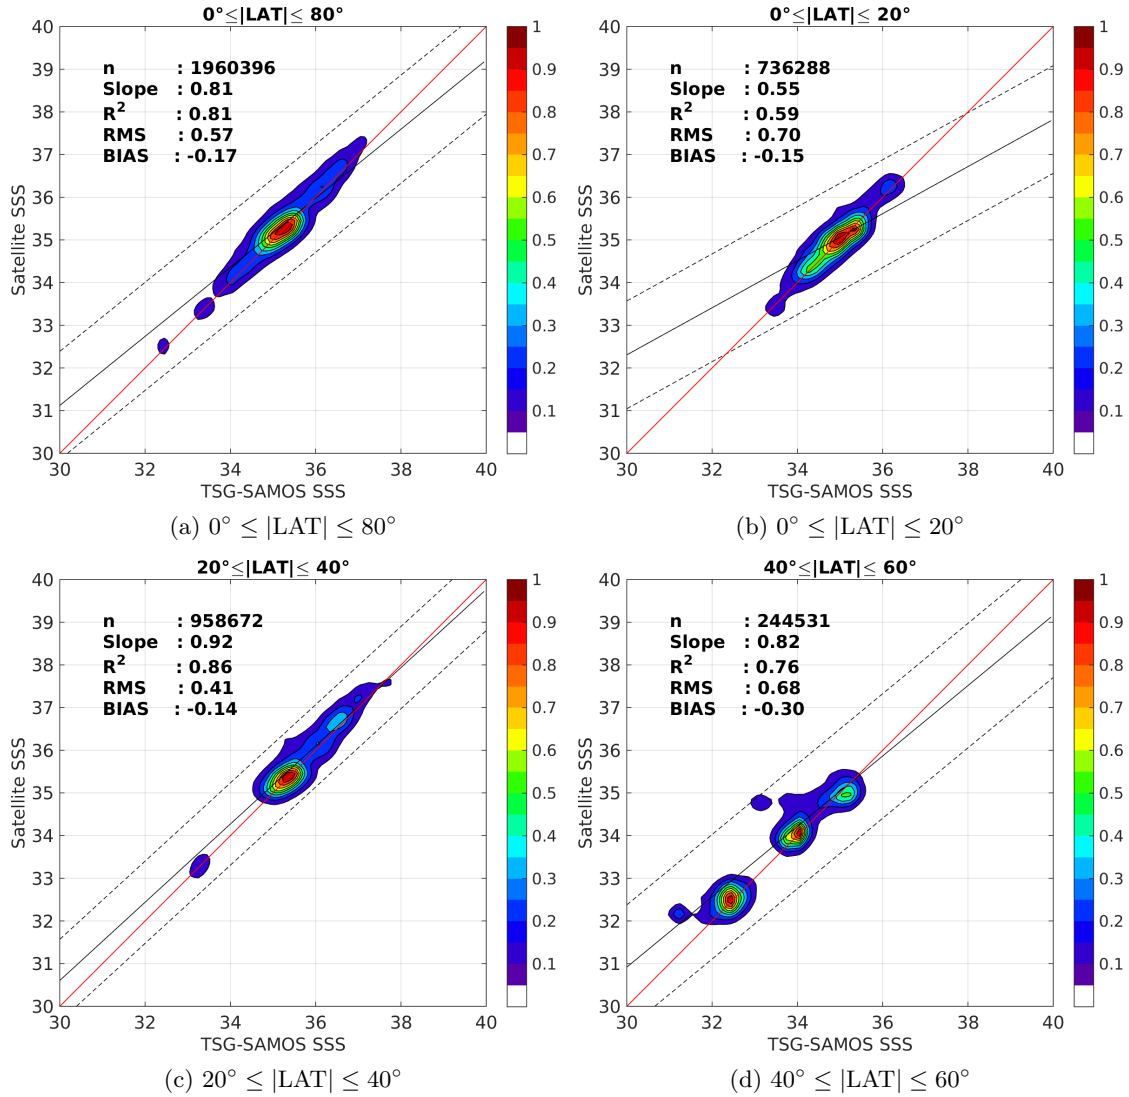 0°≤|LAT|≤ 80°
n : 1960396
Slope : 0.81
R² : 0.81
RMS : 0.57
BIAS : -0.17
40
39
38
37
36
35
34
33
32
31
30
30 32 34 36 38 40
Satellite SSS
TSG-SAMOS SSS
1
0.9
0.8
0.7
0.6
0.5
0.4
0.3
0.2
0.1
(a) 0° ≤ |LAT| ≤ 80°
0°≤|LAT|≤ 20°
n : 736288
Slope : 0.55
R² : 0.59
RMS : 0.70
BIAS : -0.15
40
39
38
37
36
35
34
33
32
31
30
30 32 34 36 38 40
Satellite SSS
TSG-SAMOS SSS
1
0.9
0.8
0.7
0.6
0.5
0.4
0.3
0.2
0.1
(b) 0° ≤ |LAT| ≤ 20°
20°≤|LAT|≤ 40°
n : 958672
Slope : 0.92
R² : 0.86
RMS : 0.41
BIAS : -0.14
40
39
38
37
36
35
34
33
32
31
30
30 32 34 36 38 40
Satellite SSS
TSG-SAMOS SSS
1
0.9
0.8
0.7
0.6
0.5
0.4
0.3
0.2
0.1
(c) 20° ≤ |LAT| ≤ 40°
40°≤|LAT|≤ 60°
n : 244531
Slope : 0.82
R² : 0.76
RMS : 0.68
BIAS : -0.30
40
39
38
37
36
35
34
33
32
31
30
30 32 34 36 38 40
Satellite SSS
TSG-SAMOS SSS
1
0.9
0.8
0.7
0.6
0.5
0.4
0.3
0.2
0.1
(d) 40° ≤ |LAT| ≤ 60°